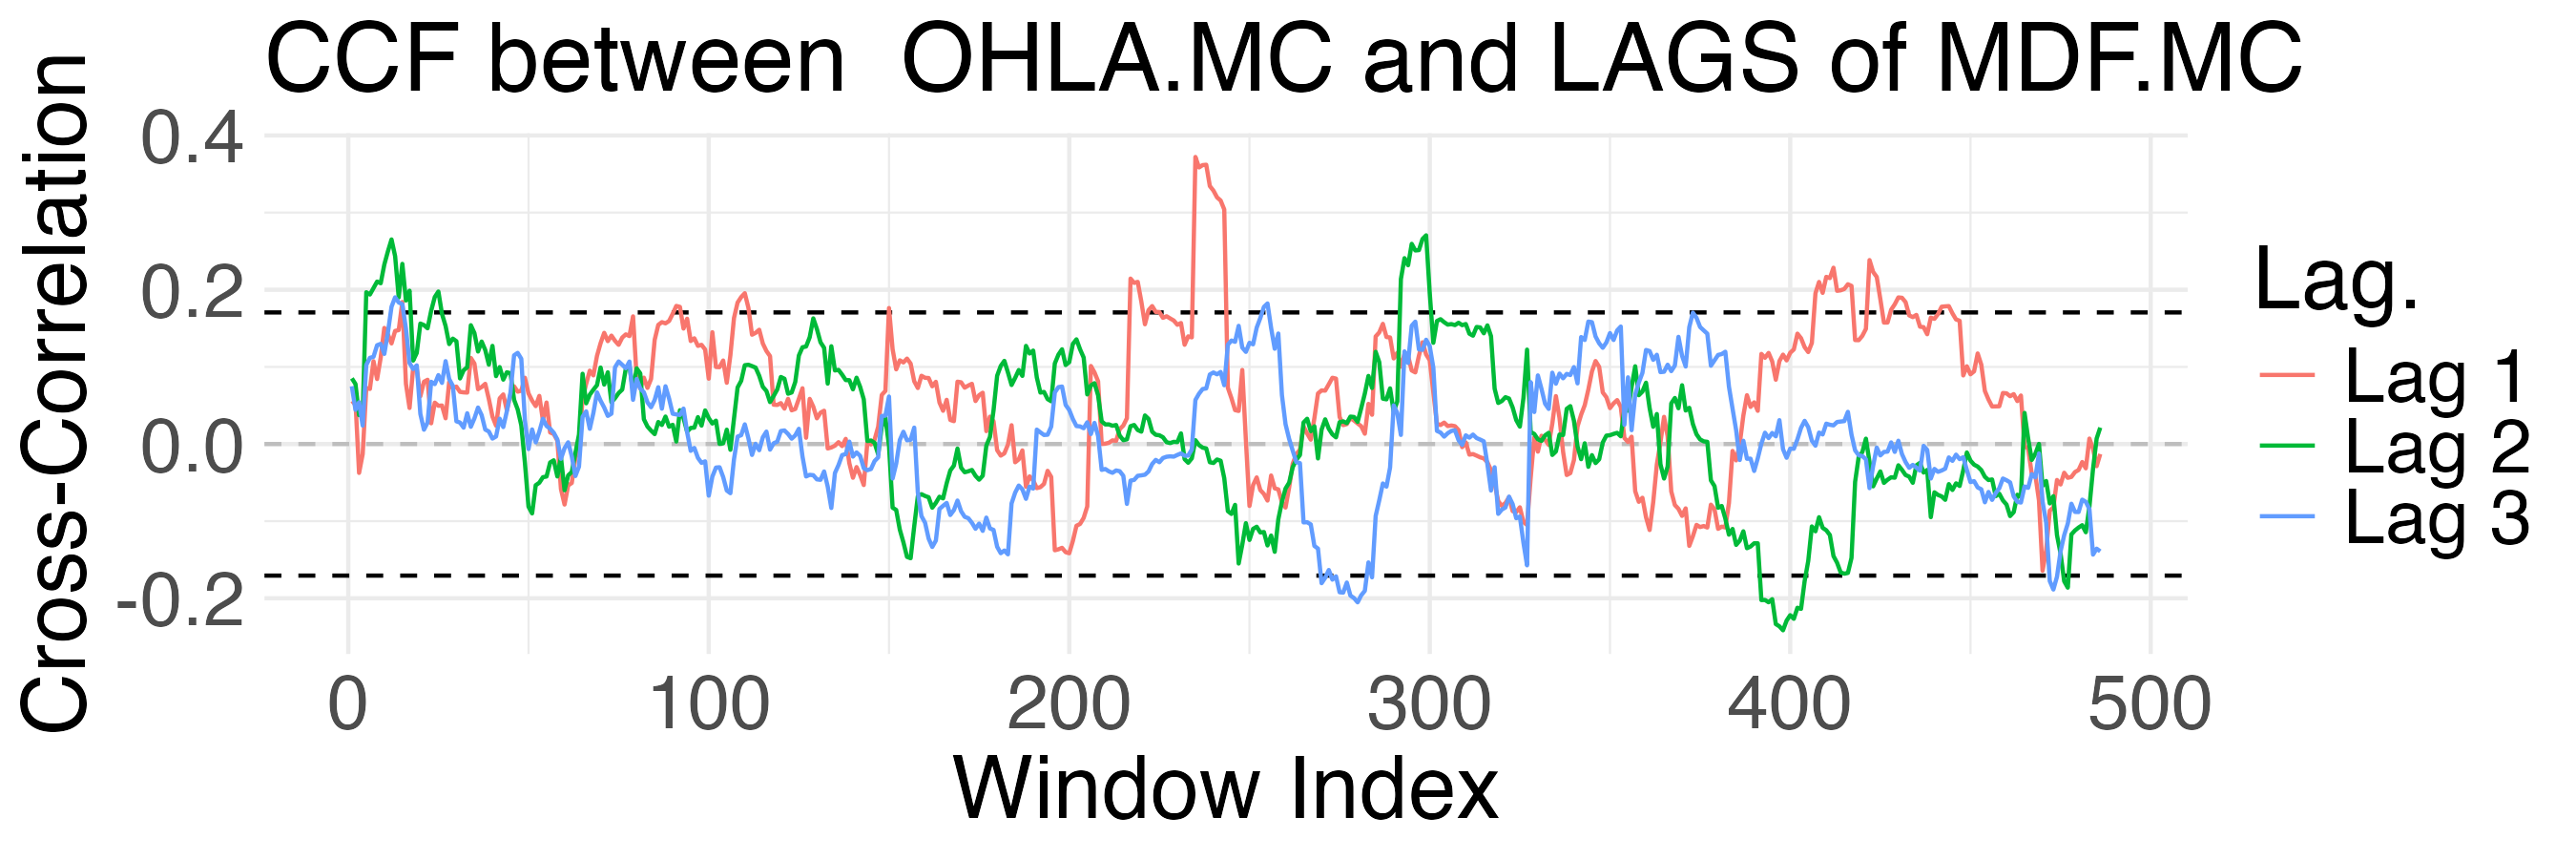 CCF between  OHLA.MC and LAGS of MDF.MC
Cross-Correlation
0.4
0.2
0.0
-0.2
0 100 200 300 400 500
Window Index
Lag.
Lag 1
Lag 2
Lag 3